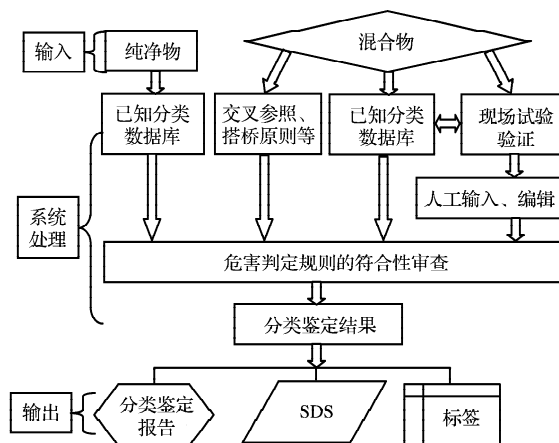 输入
纯净物
混合物
已知分类
数据库
交叉参照、
搭桥原则等
已知分类
数据库
现场试验
验证
人工输入、编辑
系统
处理
危害判定规则的符合性审查
分类鉴定结果
输出
分类鉴定
报告
SDS
标签